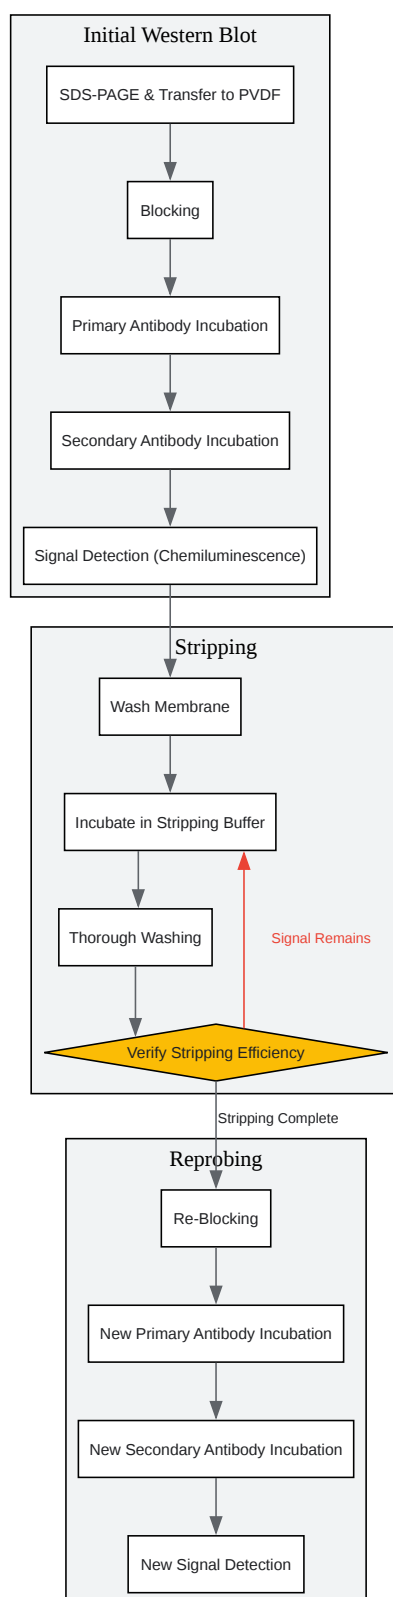 Initial Western Blot
SDS-PAGE & Transfer to PVDF
Blocking
Primary Antibody Incubation
Secondary Antibody Incubation
Signal Detection (Chemiluminescence)
Stripping
Wash Membrane
Incubate in Stripping Buffer
Thorough Washing
Signal Remains
Verify Stripping Efficiency
Stripping Complete
Reprobing
Re-Blocking
New Primary Antibody Incubation
New Secondary Antibody Incubation
New Signal Detection